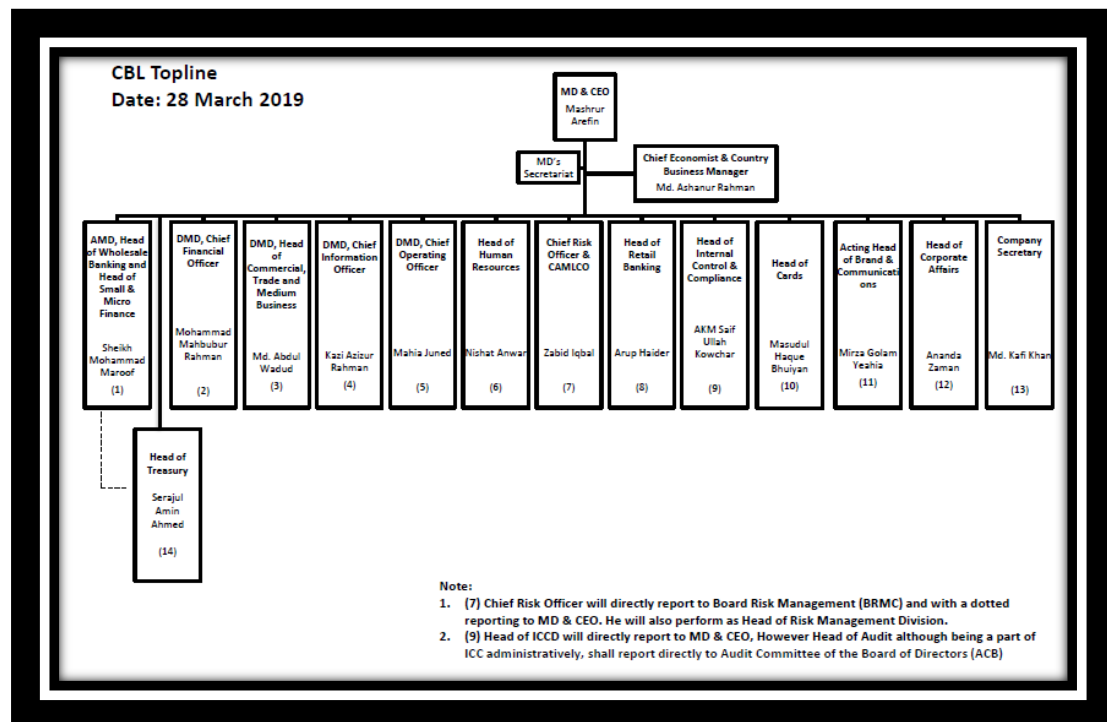 CBL Topline
Date: 28 March 2019
MD & CEO
Mashrur
Arefin
MD's
Secretariat
Chief Economist & Country
Business Manager
Md. Ashanur Rahman
AMD, Head
of Wholesale
Banking and
Head of
Small &
Micro
Finance
Sheikh
Mohammad
Maroof
(1)
DMD, Chief
Financial
Officer
Mohammad
Mahbubur
Rahman
(2)
DMD, Head
of
Commercial,
Trade and
Medium
Business
Md. Abdul
Wadud
(3)
DMD, Chief
Information
Officer
Kazi Azizur
Rahman
(4)
DMD, Chief
Operating
Officer
Mahia Juned
(5)
Head of
Human
Resources
Nishat Anwar
(6)
Chief Risk
Officer &
CAMLCO
Zabid Iqbal
(7)
Head of
Retail
Banking
Arup Haider
(8)
Head of
Internal
Control &
Compliance
AKM Saif
Ullah
Kowchar
(9)
Head of
Cards
Masudul
Haque
Bhuiyan
(10)
Acting Head
of Brand &
Communicati
ons
Mirza Golam
Yeahia
(11)
Head of
Corporate
Affairs
Ananda
Zaman
(12)
Company
Secretary
Md. Kafi Khan
(13)
Head of
Treasury
Serajul
Amin
Ahmed
(14)
Note:
1. (7) Chief Risk Officer will directly report to Board Risk Management (BRMC) and with a dotted
reporting to MD & CEO. He will also perform as Head of Risk Management Division.
2. (9) Head of ICCD will directly report to MD & CEO, However Head of Audit although being a part of
ICC administratively, shall report directly to Audit Committee of the Board of Directors (ACB)